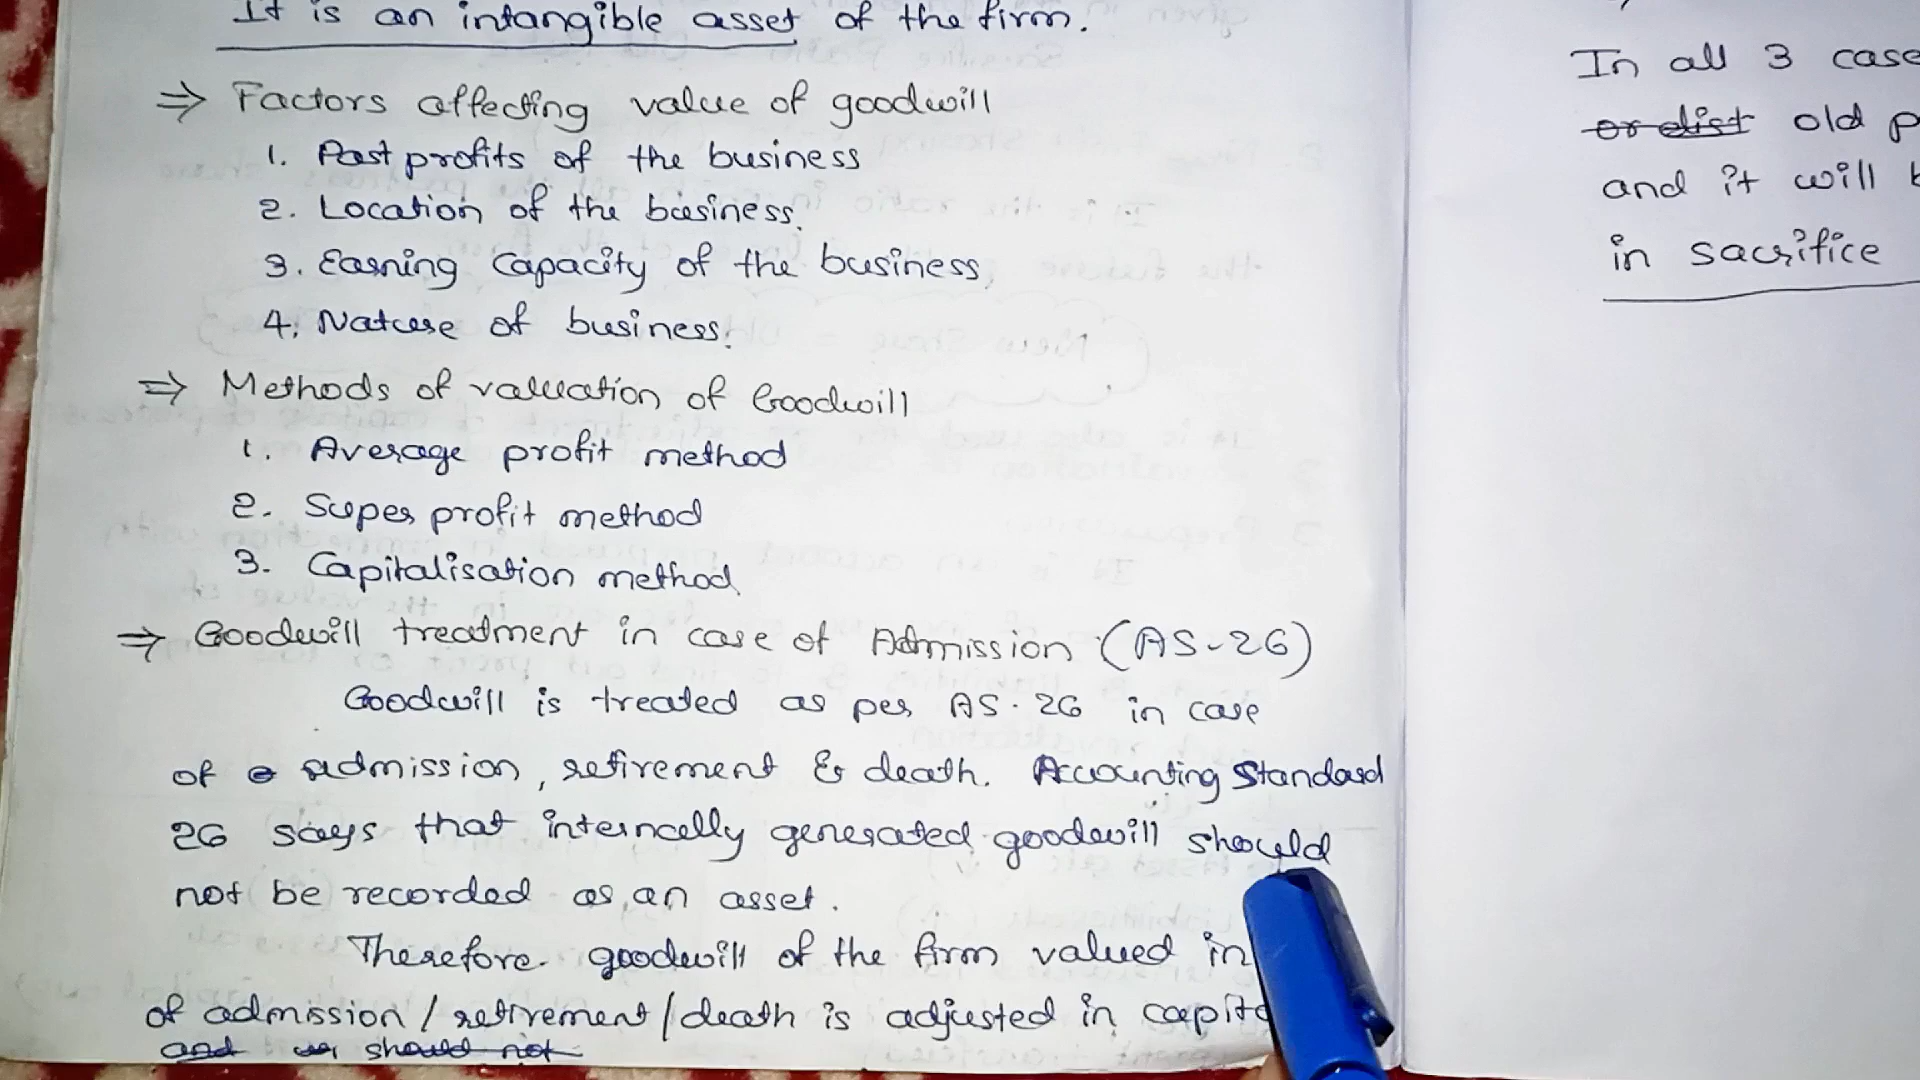 It is an intangible asset of the firm.
⇒ Factors affecting value of goodwill
1. Past profits of the business
2. Location of the business.
3. Earning capacity of the business
4. Nature of business.
⇒ Methods of valuation of Goodwill
1. Average profit method
2. Super profit method
3. Capitalisation method
⇒ Goodwill treatment in case of Admission (AS-26)
Goodwill is treated as per AS-26 in case
of admission, retirement & death. Accounting Standard
26 says that internally generated goodwill should
not be recorded as an asset.
Therefore goodwill of the firm valued in
of admission / retirement / death is adjusted in
and should not
In all 3 case
or dist old
and it will
in sacrifice